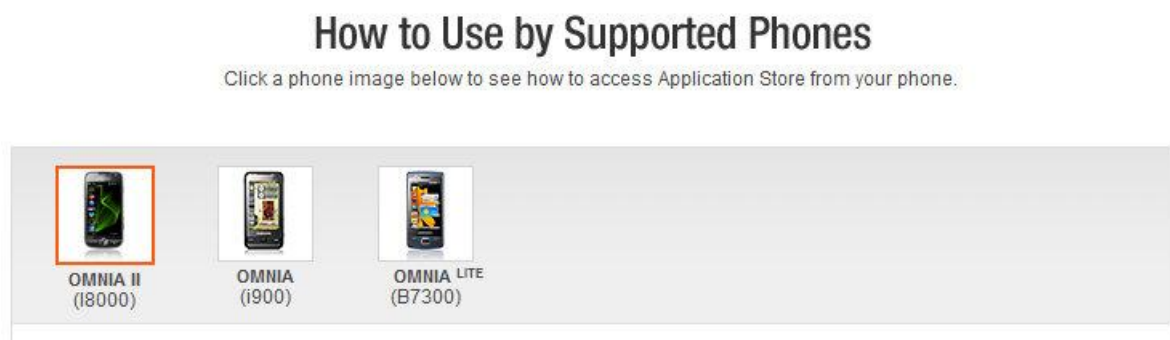 How to Use by Supported Phones
Click a phone image below to see how to access Application Store from your phone.
OMNIA II
(I8000)
OMNIA
(i900)
OMNIA LITE
(B7300)